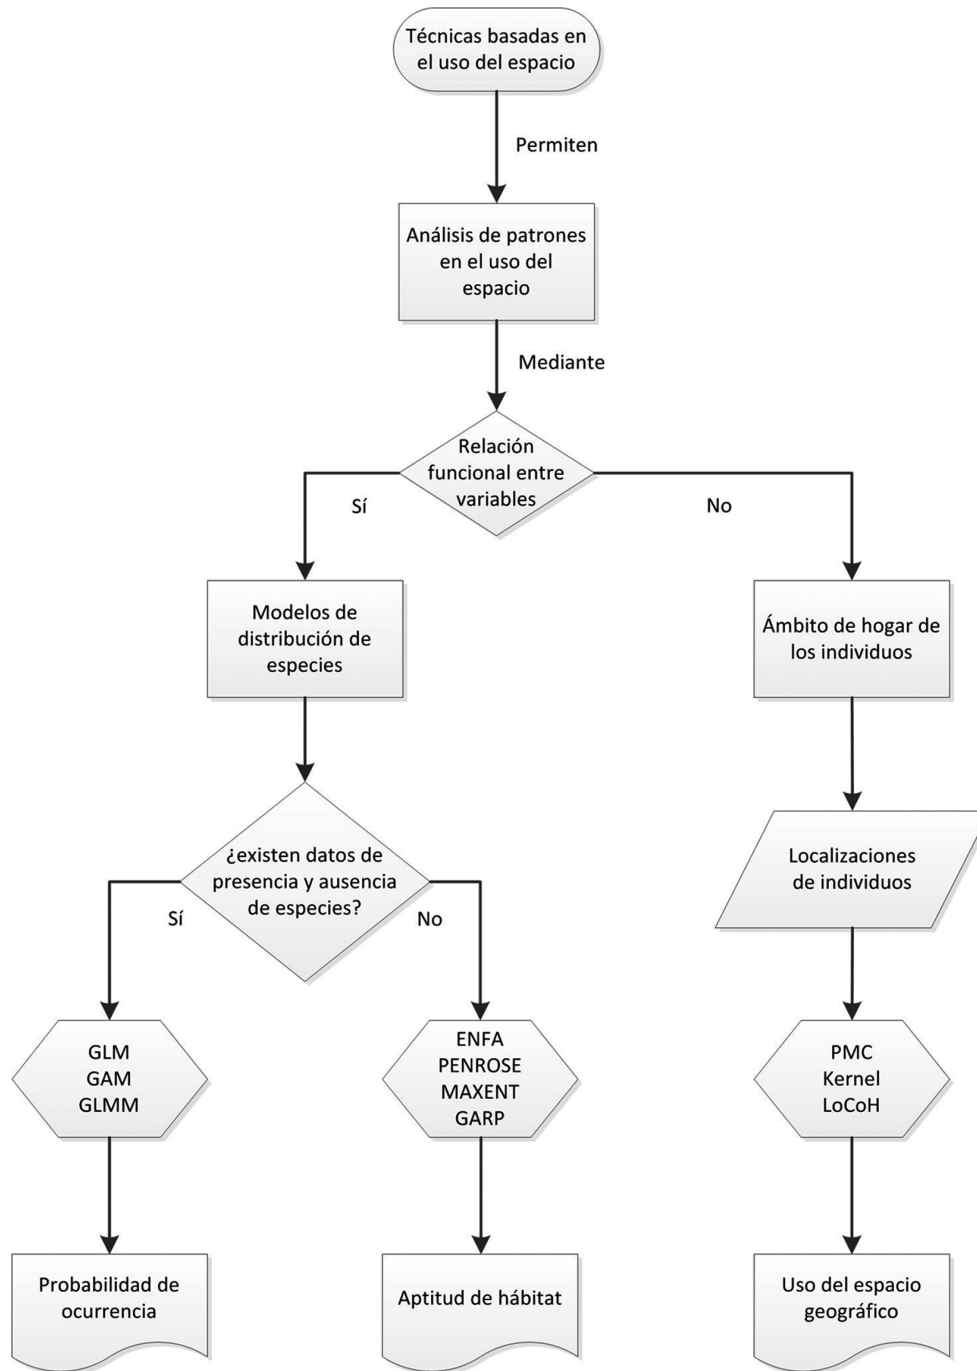 Técnicas basadas en
el uso del espacio
Permiten
Análisis de patrones
en el uso del
espacio
Mediante
Relación
funcional entre
variables
Sí
No
Modelos de
distribución de
especies
Ámbito de hogar de
los individuos
¿existen datos de
presencia y ausencia
de especies?
Sí
No
Localizaciones
de individuos
GLM
GAM
GLMM
ENFA
PENROSE
MAXENT
GARP
PMC
Kernel
LoCoH
Probabilidad de
ocurrencia
Aptitud de hábitat
Uso del espacio
geográfico